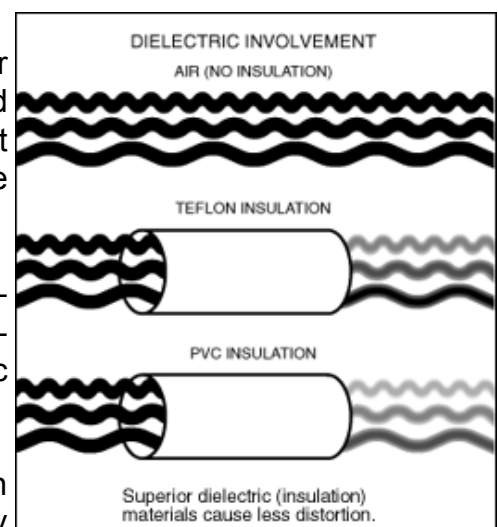 DIELECTRIC INVOLVEMENT
AIR (NO INSULATION)
TEFLON INSULATION
PVC INSULATION
Superior dielectric (insulation)
materials cause less distortion.